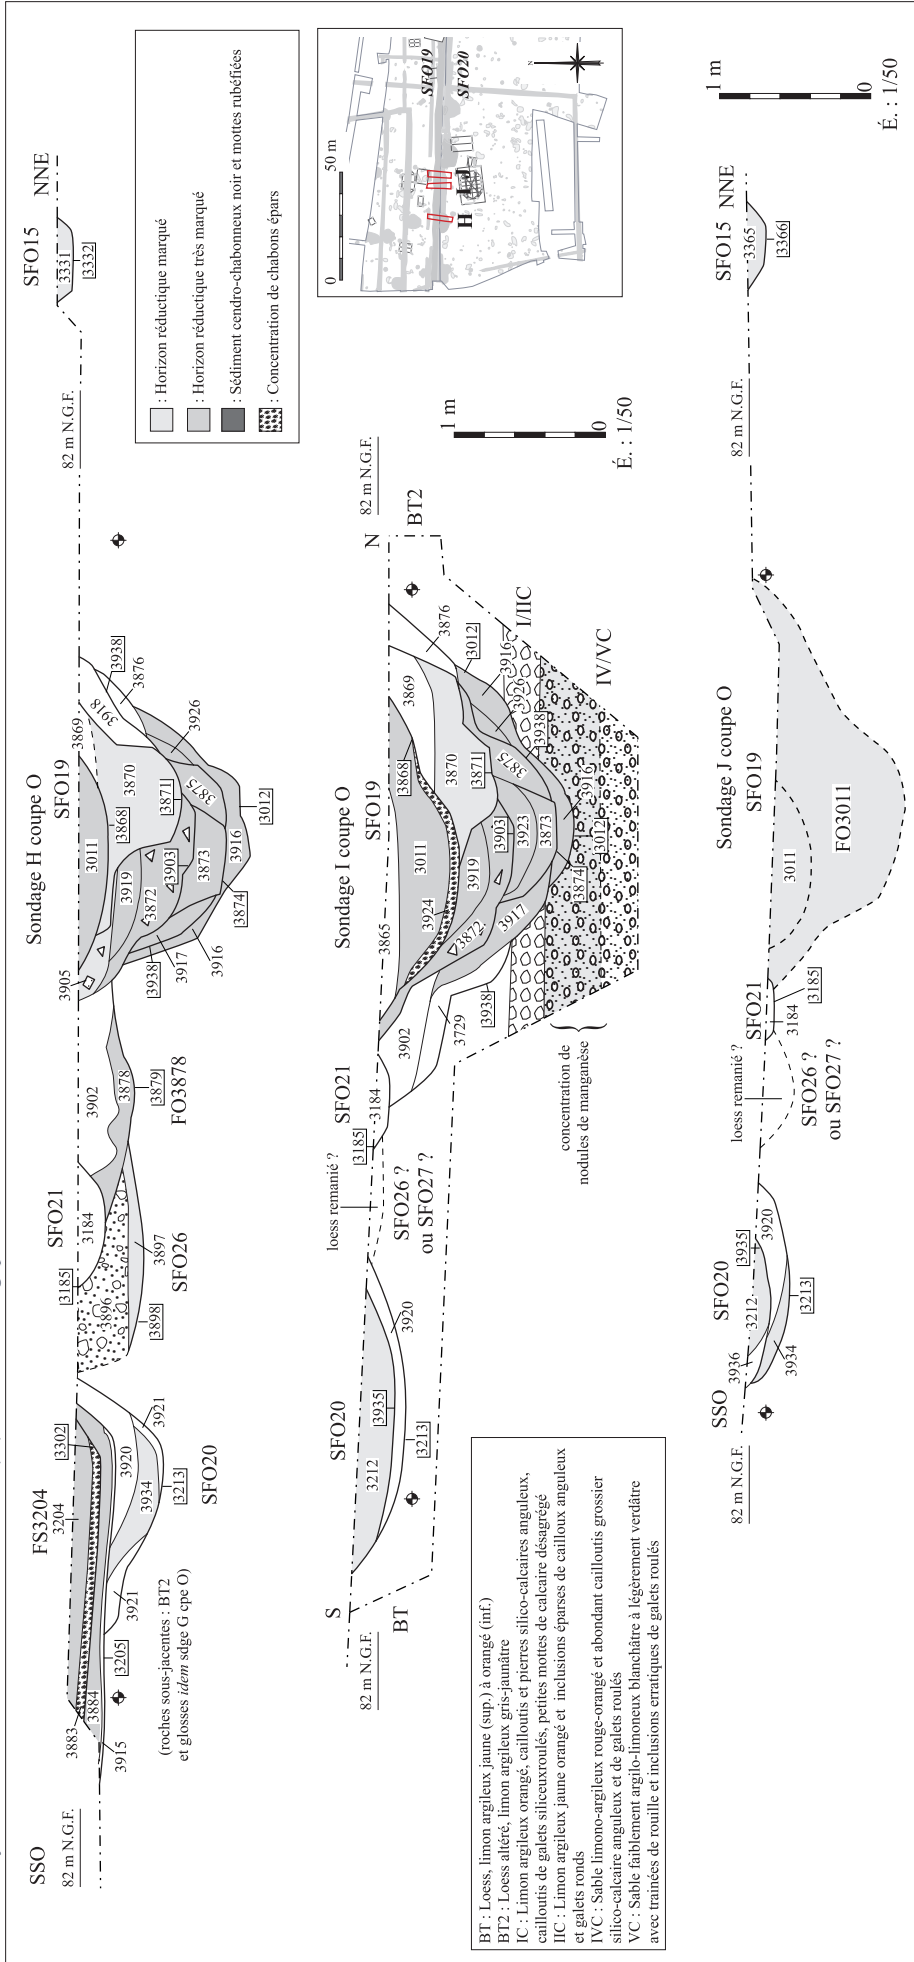 Sondage H coupe O
SSO
82 m N.G.F.
FS3204
3204
3302
3883
3884
3915
3205
3921
3920
3934
3921
3213
SFO20
(roches sous-jacentes : BT2
et glosses idem sdge G cpe O)
SFO21
3185
3184
3896
3898
3897
SFO26
3902
3878
3879
FO3878
SFO19
3905
3011
3869
3868
3918
3938
3876
3870
3919
3871
3872
3903
3875
3926
3873
3938
3917
3916
3874
3916
3012
82 m N.G.F.
SFO15
NNE
3331
3332
: Horizon réductique marqué
: Horizon réductique très marqué
: Sédiment cendro-chabonneux noir et mottes rubéfiées
: Concentration de chabons épars
0
50 m
SFO19
SFO20
H
I
J
N
Sondage I coupe O
S
82 m N.G.F.
BT
SFO20
3212
3935
3920
3213
loess remanié ?
SFO26 ?
ou SFO27 ?
SFO21
3185
3184
SFO19
3865
3902
3729
3938
3924
3011
3868
3869
3870
3876
3919
3871
3872
3903
3923
3917
3873
3874
3875
3012
3916
3926
3938
3916
3012
I/IIC
IV/VC
concentration de
nodules de manganèse
N
82 m N.G.F.
BT2
1 m
0
É. : 1/50
BT : Loess, limon argileux jaune (sup.) à orangé (inf.)
BT2 : Loess altéré, limon argileux gris-jaunâtre
IC : Limon argileux orangé, cailloutis et pierres silico-calcaires anguleux,
cailloutis de galets siliceuxroulés, petites mottes de calcaire désagrégé
IIC : Limon argileux jaune orangé et inclusions éparses de cailloux anguleux
et galets ronds
IVC : Sable limono-argileux rouge-orangé et abondant cailloutis grossier
silico-calcaire anguleux et de galets roulés
VC : Sable faiblement argilo-limoneux blanchâtre à légèrement verdâtre
avec trainées de rouille et inclusions erratiques de galets roulés
Sondage J coupe O
SSO
82 m N.G.F.
SFO20
3936
3212
3935
3920
3934
3213
loess remanié ?
SFO26 ?
ou SFO27 ?
SFO21
3184
3185
SFO19
3011
FO3011
82 m N.G.F.
SFO15
NNE
3365
3366
1 m
0
É. : 1/50